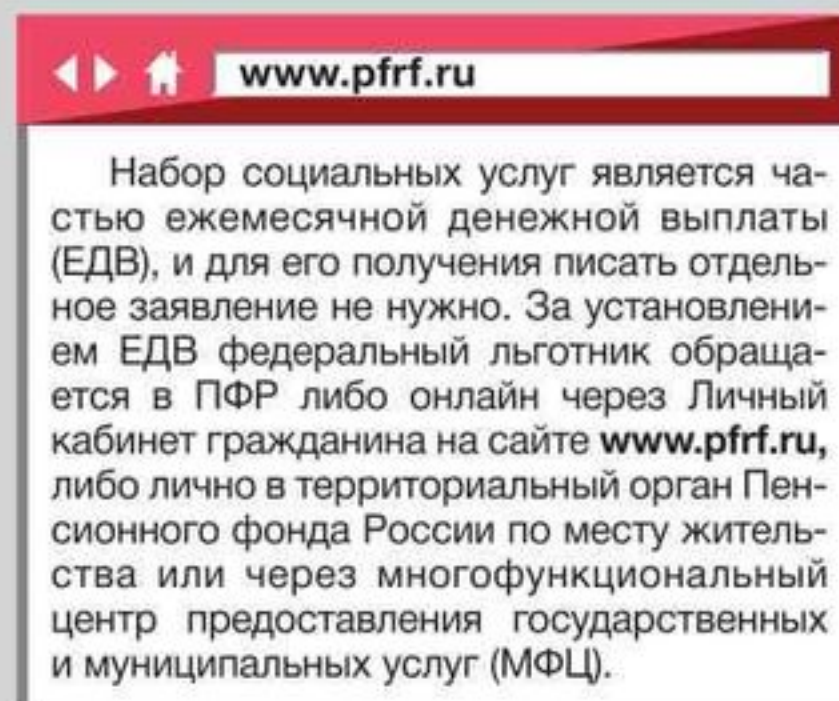 www.pfrf.ru
Набор социальных услуг является ча-
стью ежемесячной денежной выплаты
(ЕДВ), и для его получения писать отдель-
ное заявление не нужно. За установлени-
ем ЕДВ федеральный льготник обраща-
ется в ПФР либо онлайн через Личный
кабинет гражданина на сайте www.pfrf.ru,
либо лично в территориальный орган Пен-
сионного фонда России по месту житель-
ства или через многофункциональный
центр предоставления государственных
и муниципальных услуг (МФЦ).